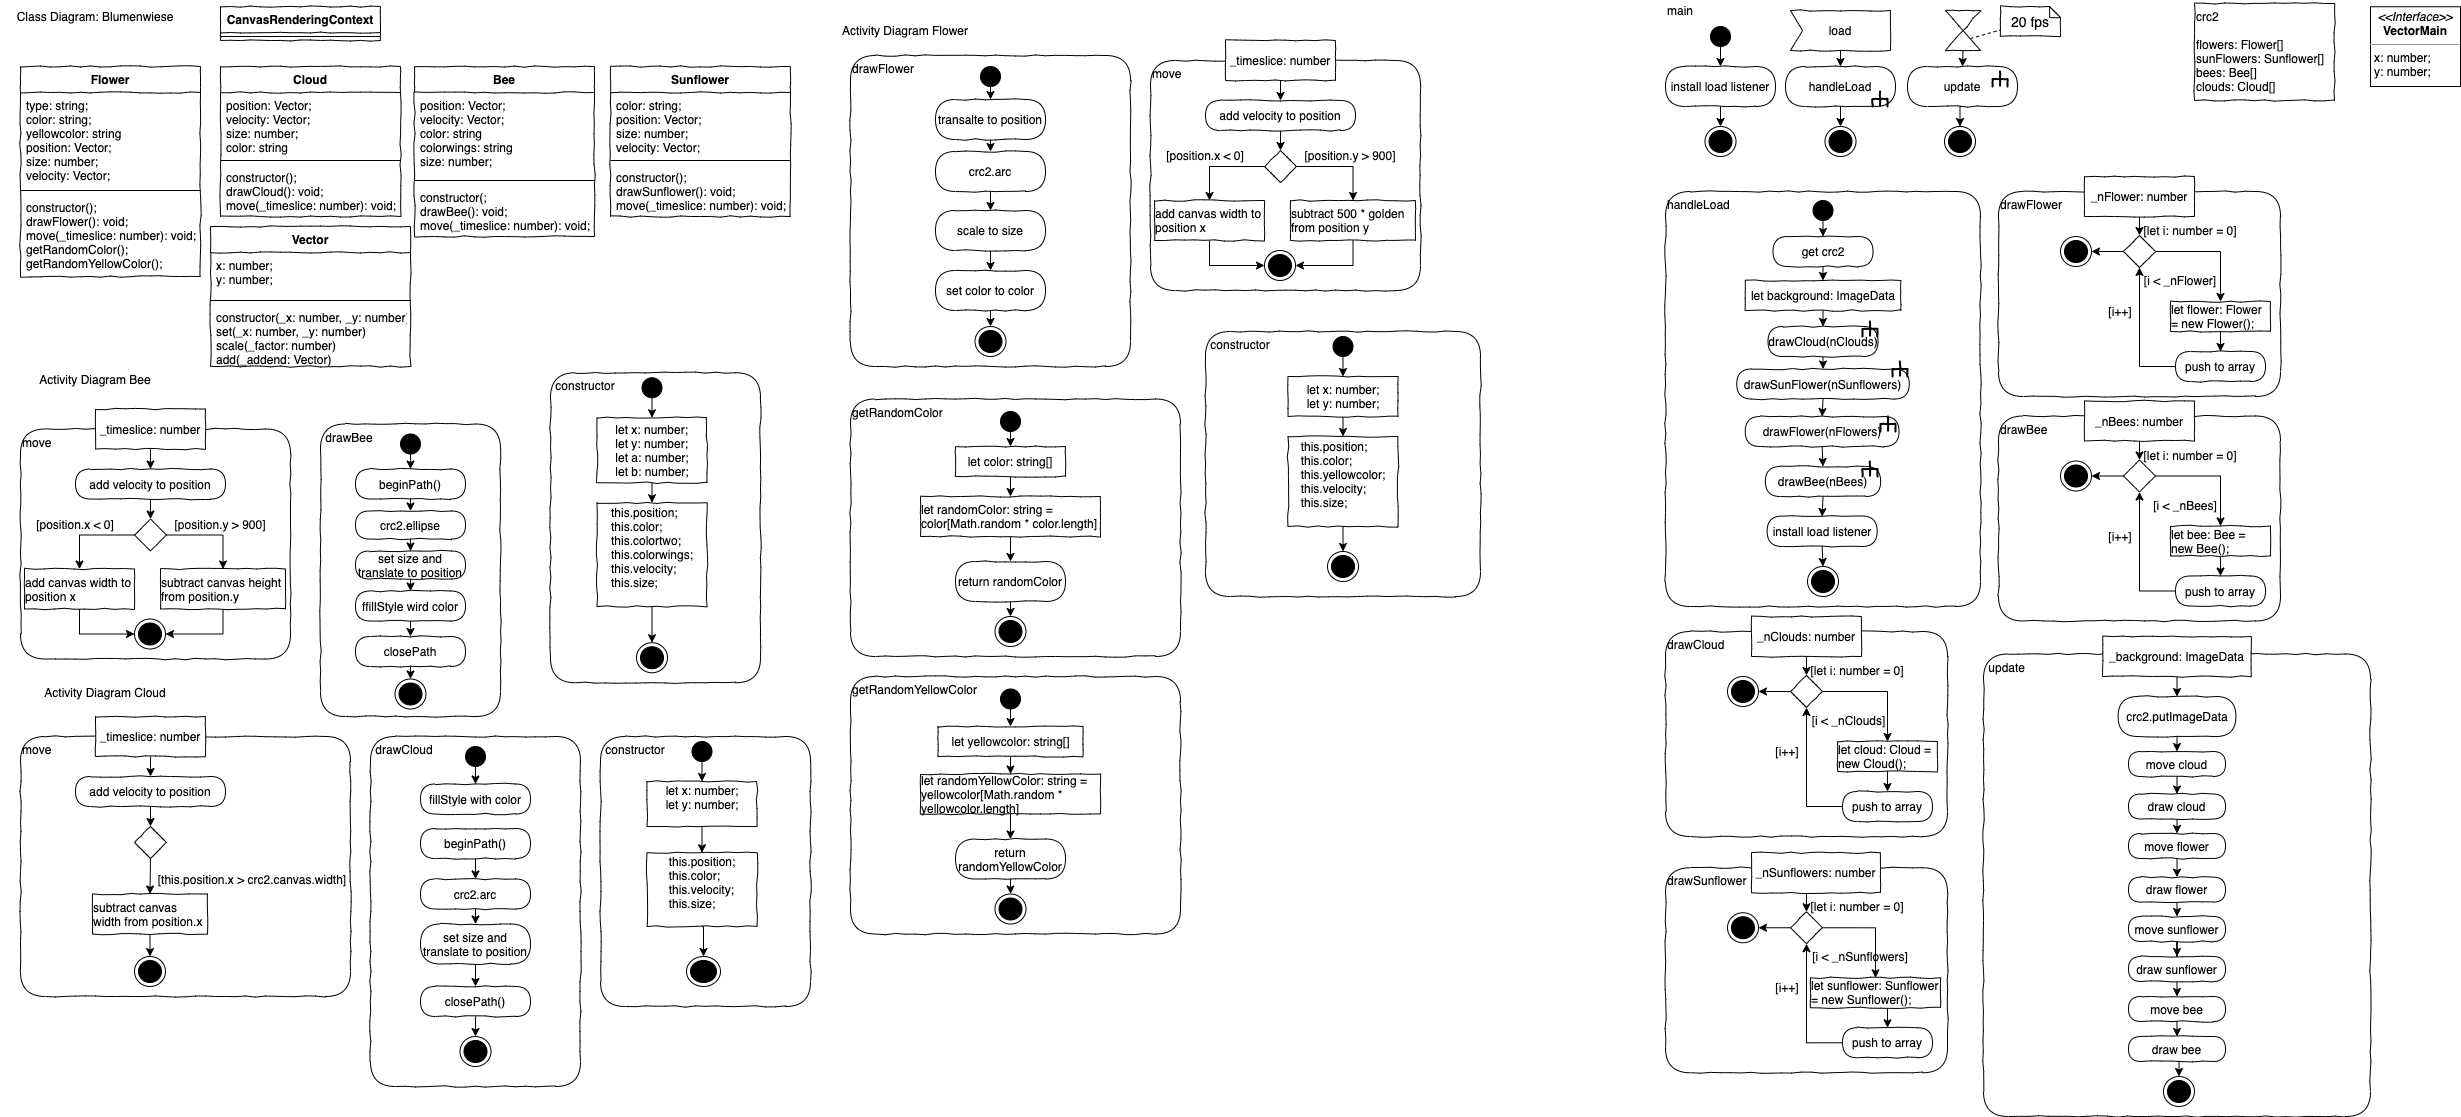 Class Diagram: Blumenwiese
CanvasRenderingContext
Flower
type: string;
color: string;
yellowcolor: string
position: Vector;
size: number;
velocity: Vector;
constructor();
drawFlower(): void;
move(_timeslice: number): void;
getRandomColor();
getRandomYellowColor();
Cloud
position: Vector;
velocity: Vector;
size: number;
color: string
constructor();
drawCloud(): void;
move(_timeslice: number): void;
Bee
position: Vector;
velocity: Vector;
color: string
colorwings: string
size: number;
constructor(;
drawBee(): void;
move(_timeslice: number): void;
Sunflower
color: string;
position: Vector;
size: number;
velocity: Vector;
constructor();
drawSunflower(): void;
move(_timeslice: number): void;
Vector
x: number;
y: number;
constructor(_x: number, _y: number
set(_x: number, _y: number)
scale(_factor: number)
add(_addend: Vector)
Activity Diagram Bee
move
_timeslice: number
add velocity to position
[position.x < 0]
[position.y > 900]
add canvas width to
position x
subtract canvas height
from position.y
drawBee
beginPath()
crc2.ellipse
set size and
translate to position
ffillStyle wird color
closePath
constructor
let x: number;
let y: number;
let a: number;
let b: number;
this.position;
this.color;
this.colortwo;
this.colorwings;
this.velocity;
this.size;
Activity Diagram Cloud
move
_timeslice: number
add velocity to position
[this.position.x > crc2.canvas.width]
subtract canvas
width from position.x
drawCloud
fillStyle with color
beginPath()
crc2.arc
set size and
translate to position
closePath()
constructor
let x: number;
let y: number;
this.position;
this.color;
this.velocity;
this.size;
Activity Diagram Flower
drawFlower
transalte to position
crc2.arc
scale to size
set color to color
move
_timeslice: number
add velocity to position
[position.x < 0]
[position.y > 900]
add canvas width to
position x
subtract 500 * golden
from position y
getRandomColor
let color: string[]
let randomColor: string =
color[Math.random * color.length]
return randomColor
constructor
let x: number;
let y: number;
this.position;
this.color;
this.yellowcolor;
this.velocity;
this.size;
getRandomYellowColor
let yellowcolor: string[]
let randomYellowColor: string =
yellowcolor[Math.random *
yellowcolor.length]
return
randomYellowColor
main
install load listener
load
handleLoad
20 fps
update
crc2
flowers: Flower[]
sunFlowers: Sunflower[]
bees: Bee[]
clouds: Cloud[]
<<Interface>>
VectorMain
x: number;
y: number;
handleLoad
get crc2
let background: ImageData
drawCloud(nClouds)
drawSunFlower(nSunflowers)
drawFlower(nFlowers)
drawBee(nBees)
install load listener
drawFlower
_nFlower: number
[let i: number = 0]
[i < _nFlower]
[i++]
let flower: Flower
= new Flower();
push to array
drawBee
_nBees: number
[let i: number = 0]
[i < _nBees]
[i++]
let bee: Bee =
new Bee();
push to array
drawCloud
_nClouds: number
[let i: number = 0]
[i < _nClouds]
[i++]
let cloud: Cloud =
new Cloud();
push to array
drawSunflower
_nSunflowers: number
[let i: number = 0]
[i < _nSunflowers]
[i++]
let sunflower: Sunflower
= new Sunflower();
push to array
update
_background: ImageData
crc2.putImageData
move cloud
draw cloud
move flower
draw flower
move sunflower
draw sunflower
move bee
draw bee